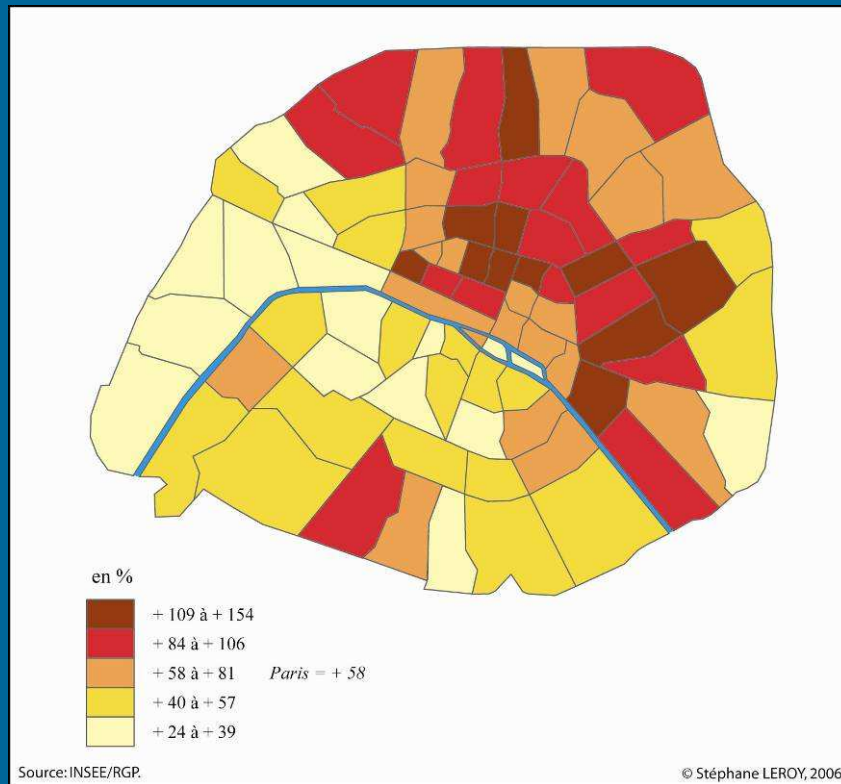 en %
+ 109 à + 154
+ 84 à + 106
+ 58 à + 81 Paris = + 58
+ 40 à + 57
+ 24 à + 39
Source: INSEE/RGP. © Stéphane LEROY, 2006